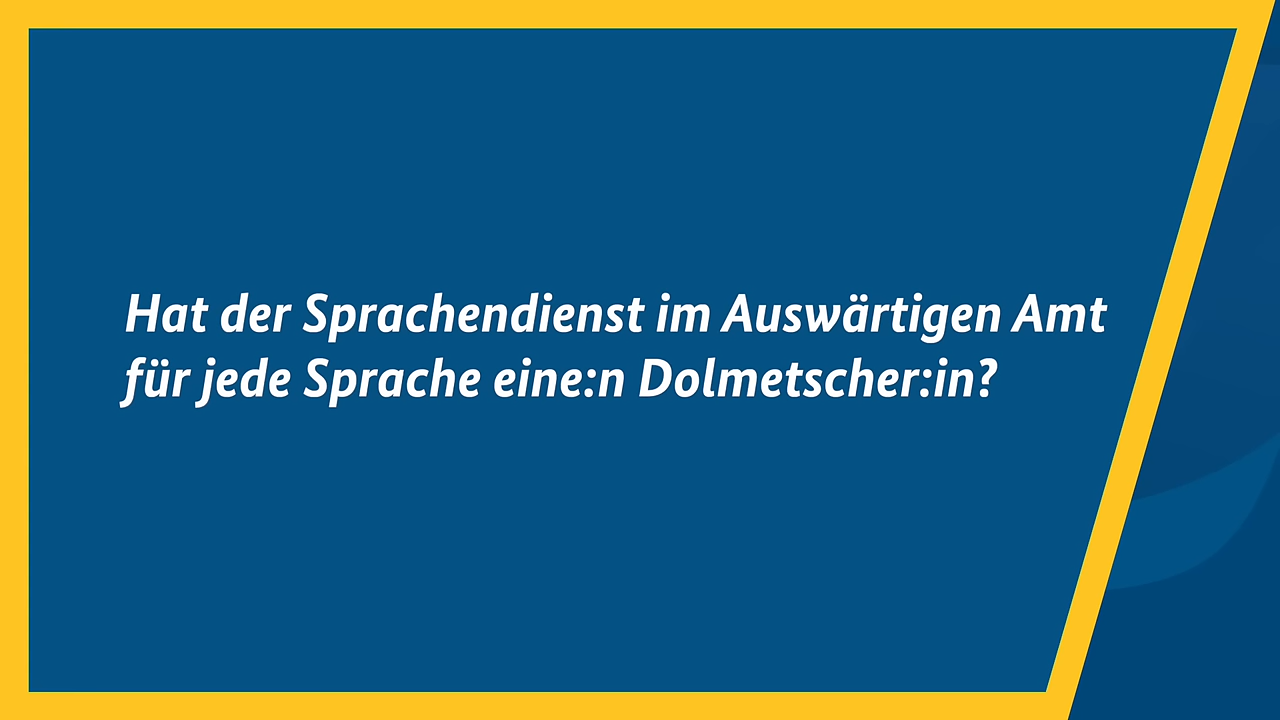 Hat der Sprachendienst im Auswärtigen Amt
für jede Sprache eine:n Dolmetscher:in?